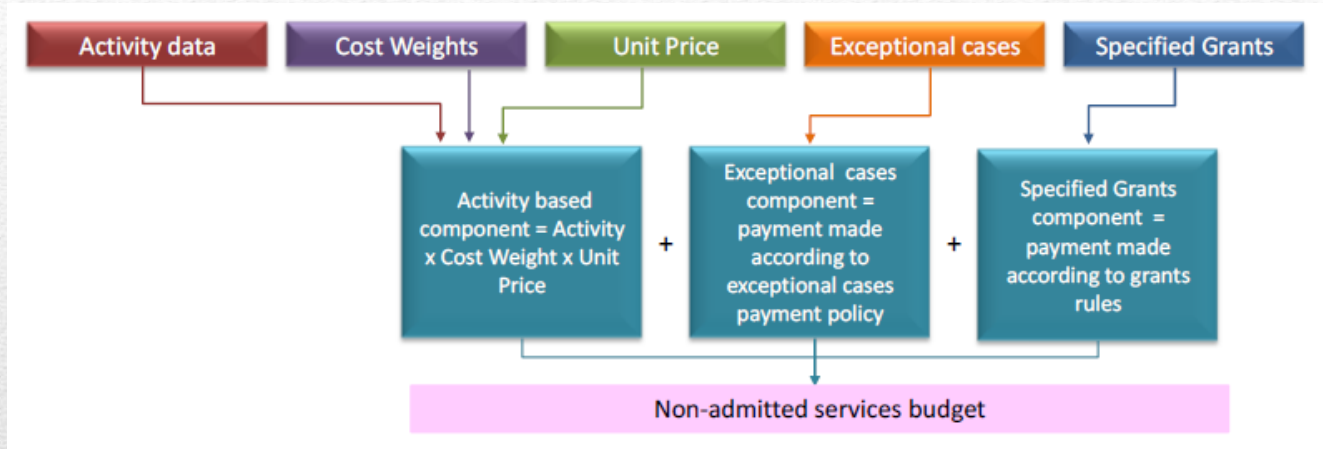 Activity data
Cost Weights
Unit Price
Exceptional cases
Specified Grants
Activity based
component = Activity
x Cost Weight x Unit
Price
+
Exceptional cases
component =
payment made
according to
exceptional cases
payment policy
+
Specified Grants
component =
payment made
according to grants
rules
Non-admitted services budget